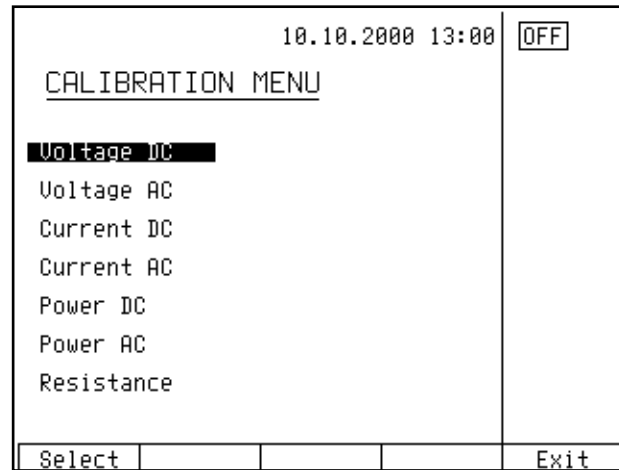 10.10.2000 13:00 OFF
CALIBRATION MENU
Voltage DC
Voltage AC
Current DC
Current AC
Power DC
Power AC
Resistance
Select Exit